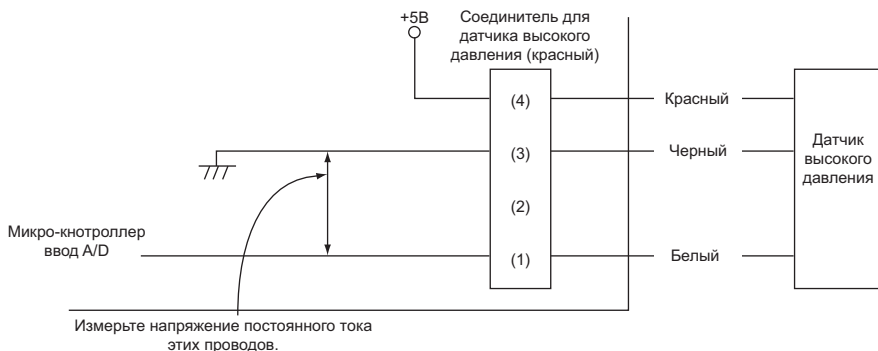 +5В
Соединитель для
датчика высокого
давления (красный)
(4)
Красный
(3)
Черный
Датчик
высокого
давления
(2)
Микро-кнотроллер
ввод A/D
(1)
Белый
Измерьте напряжение постоянного тока
этих проводов.